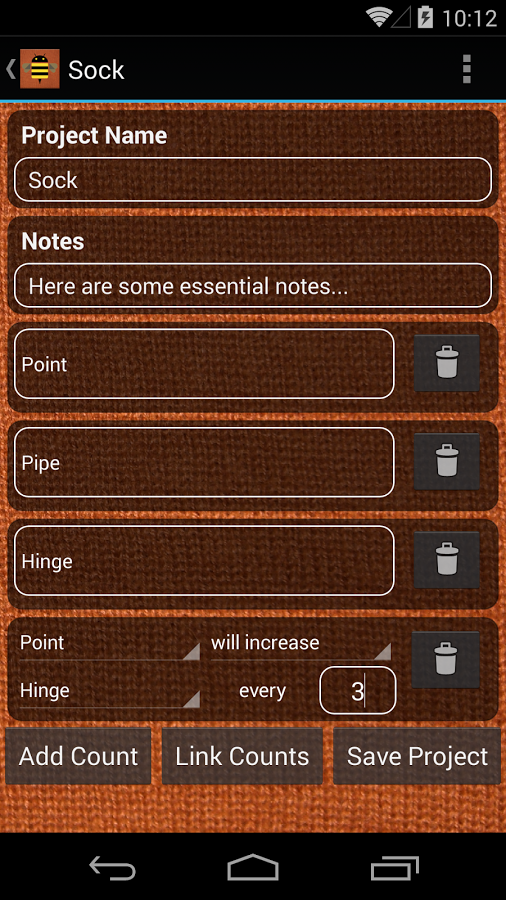 10:12
Sock
Project Name
Sock
Notes
Here are some essential notes...
Point
Pipe
Hinge
Point will increase
Hinge every 3
Add Count Link Counts Save Project